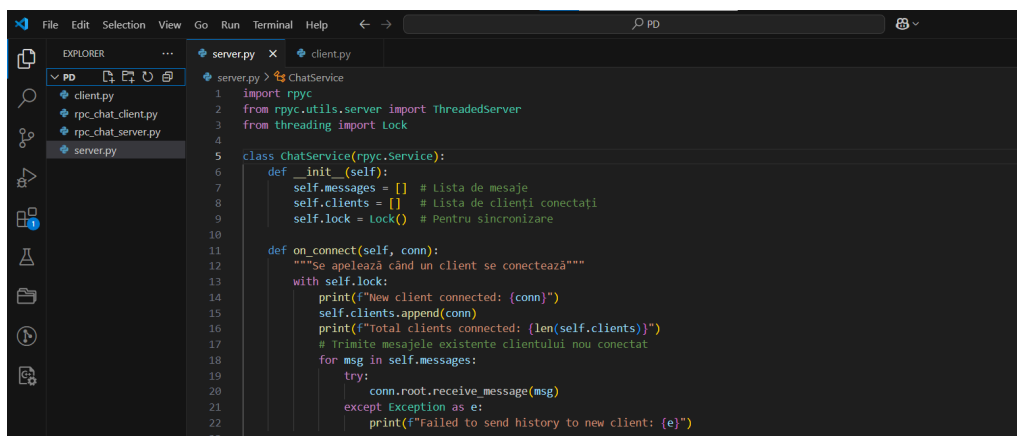 File Edit Selection View Go Run Terminal Help ← → PD
EXPLORER ...
server.py × client.py
PD
server.py > ChatService
client.py
rpc_chat_client.py
rpc_chat_server.py
server.py
1 import rpyc
2 from rpyc.utils.server import ThreadedServer
3 from threading import Lock
4
5 class ChatService(rpyc.Service):
6     def __init__(self):
7         self.messages = []  # Lista de mesaje
8         self.clients = []   # Lista de clienți conectați
9         self.lock = Lock()  # Pentru sincronizare
10
11     def on_connect(self, conn):
12         """Se apelează când un client se conectează"""
13         with self.lock:
14             print(f"New client connected: {conn}")
15             self.clients.append(conn)
16             print(f"Total clients connected: {len(self.clients)}")
17             # Trimite mesajele existente clientului nou conectat
18             for msg in self.messages:
19                 try:
20                     conn.root.receive_message(msg)
21                 except Exception as e:
22                     print(f"Failed to send history to new client: {e}")
1